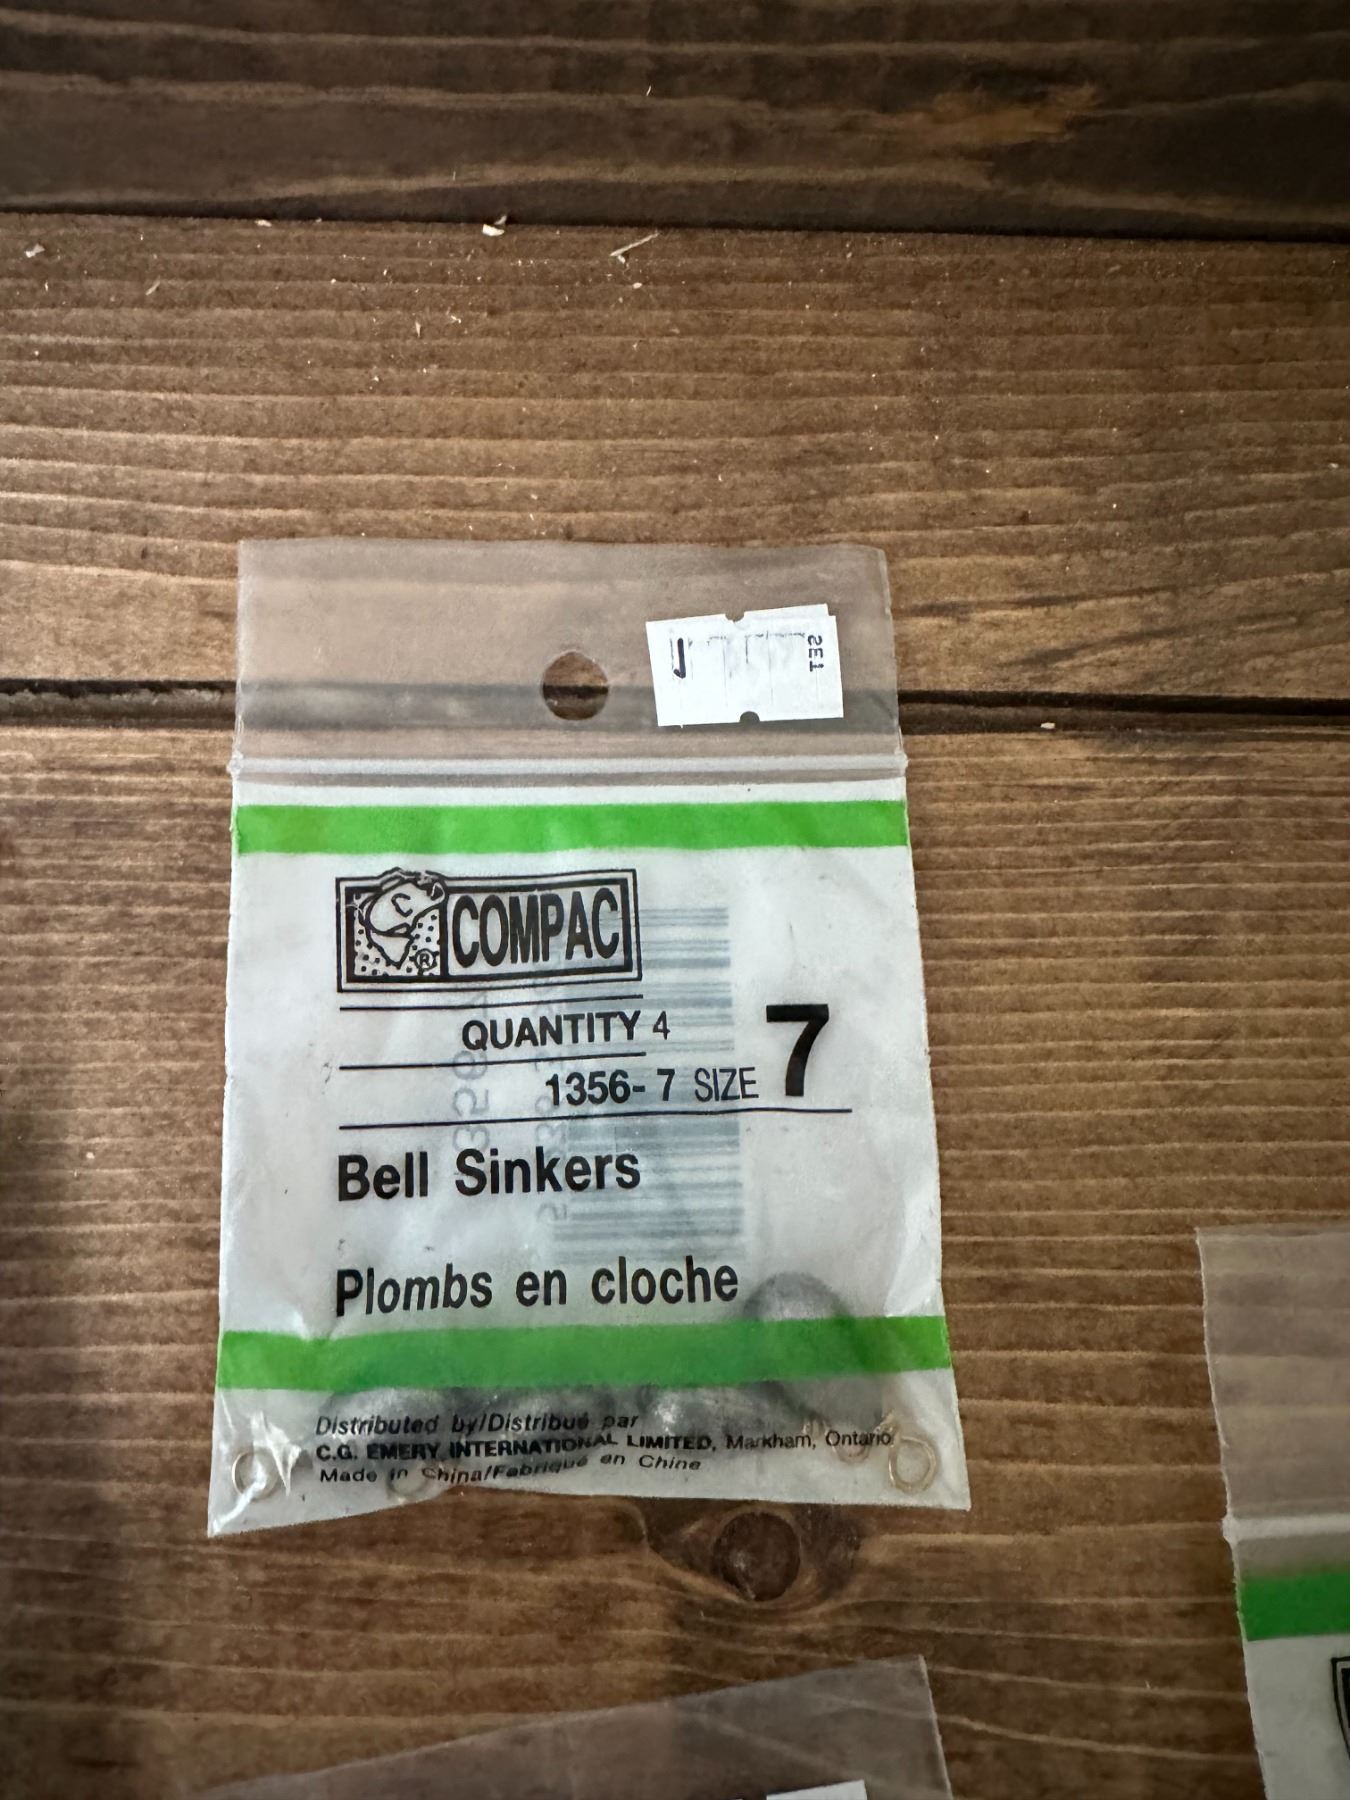 SET
C
COMPAC
®
QUANTITY 4
1356- 7 SIZE 7
Bell Sinkers
Plombs en cloche
Distributed by/Distribué par
C.G. EMERY INTERNATIONAL LIMITED, Markham, Ontario
Made in China/Fabriqué en Chine